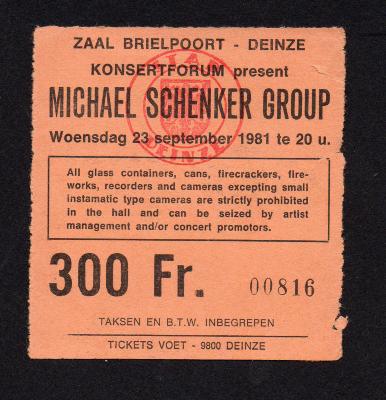 ZAAL BRIELPOORT - DEINZE
KONSERTFORUM present
MICHAEL SCHENKER GROUP
Woensdag 23 september 1981 te 20 u.
DEINZE
All glass containers, cans, firecrackers, fire-
works, recorders and cameras excepting small
instamatic type cameras are strictly prohibited
in the hall and can be seized by artist
management and/or concert promotors.
300 Fr. 00816
TAKSEN EN B.T.W. INBEGREPEN
TICKETS VOET - 9800 DEINZE